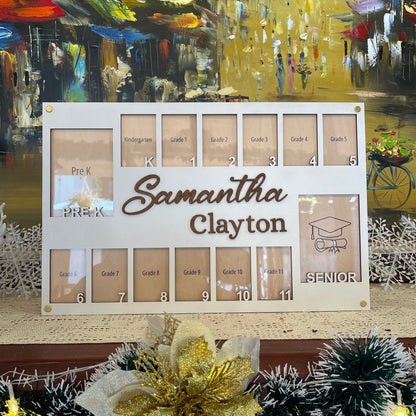 Kindergarten Grade 1 Grade 2 Grade 3 Grade 4 Grade 5
K 1 2 3 4 5
Pre K
PRE-K
Samantha
Clayton
SENIOR
Grade 6 Grade 7 Grade 8 Grade 9 Grade 10 Grade 11
6 7 8 9 10 11